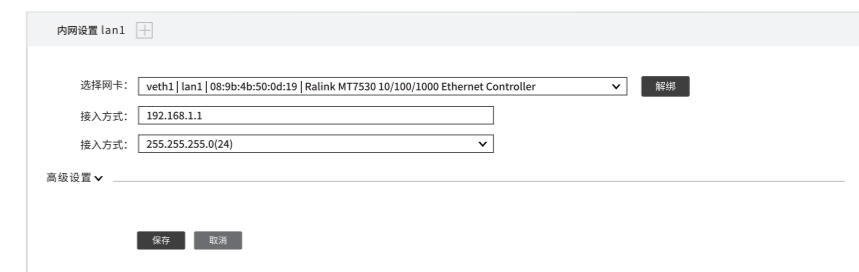 内网设置 lan1
选择网卡： veth1 | lan1 | 08:9b:4b:50:0d:19 | Ralink MT7530 10/100/1000 Ethernet Controller 解绑
接入方式： 192.168.1.1
接入方式： 255.255.255.0(24)
高级设置
保存 取消